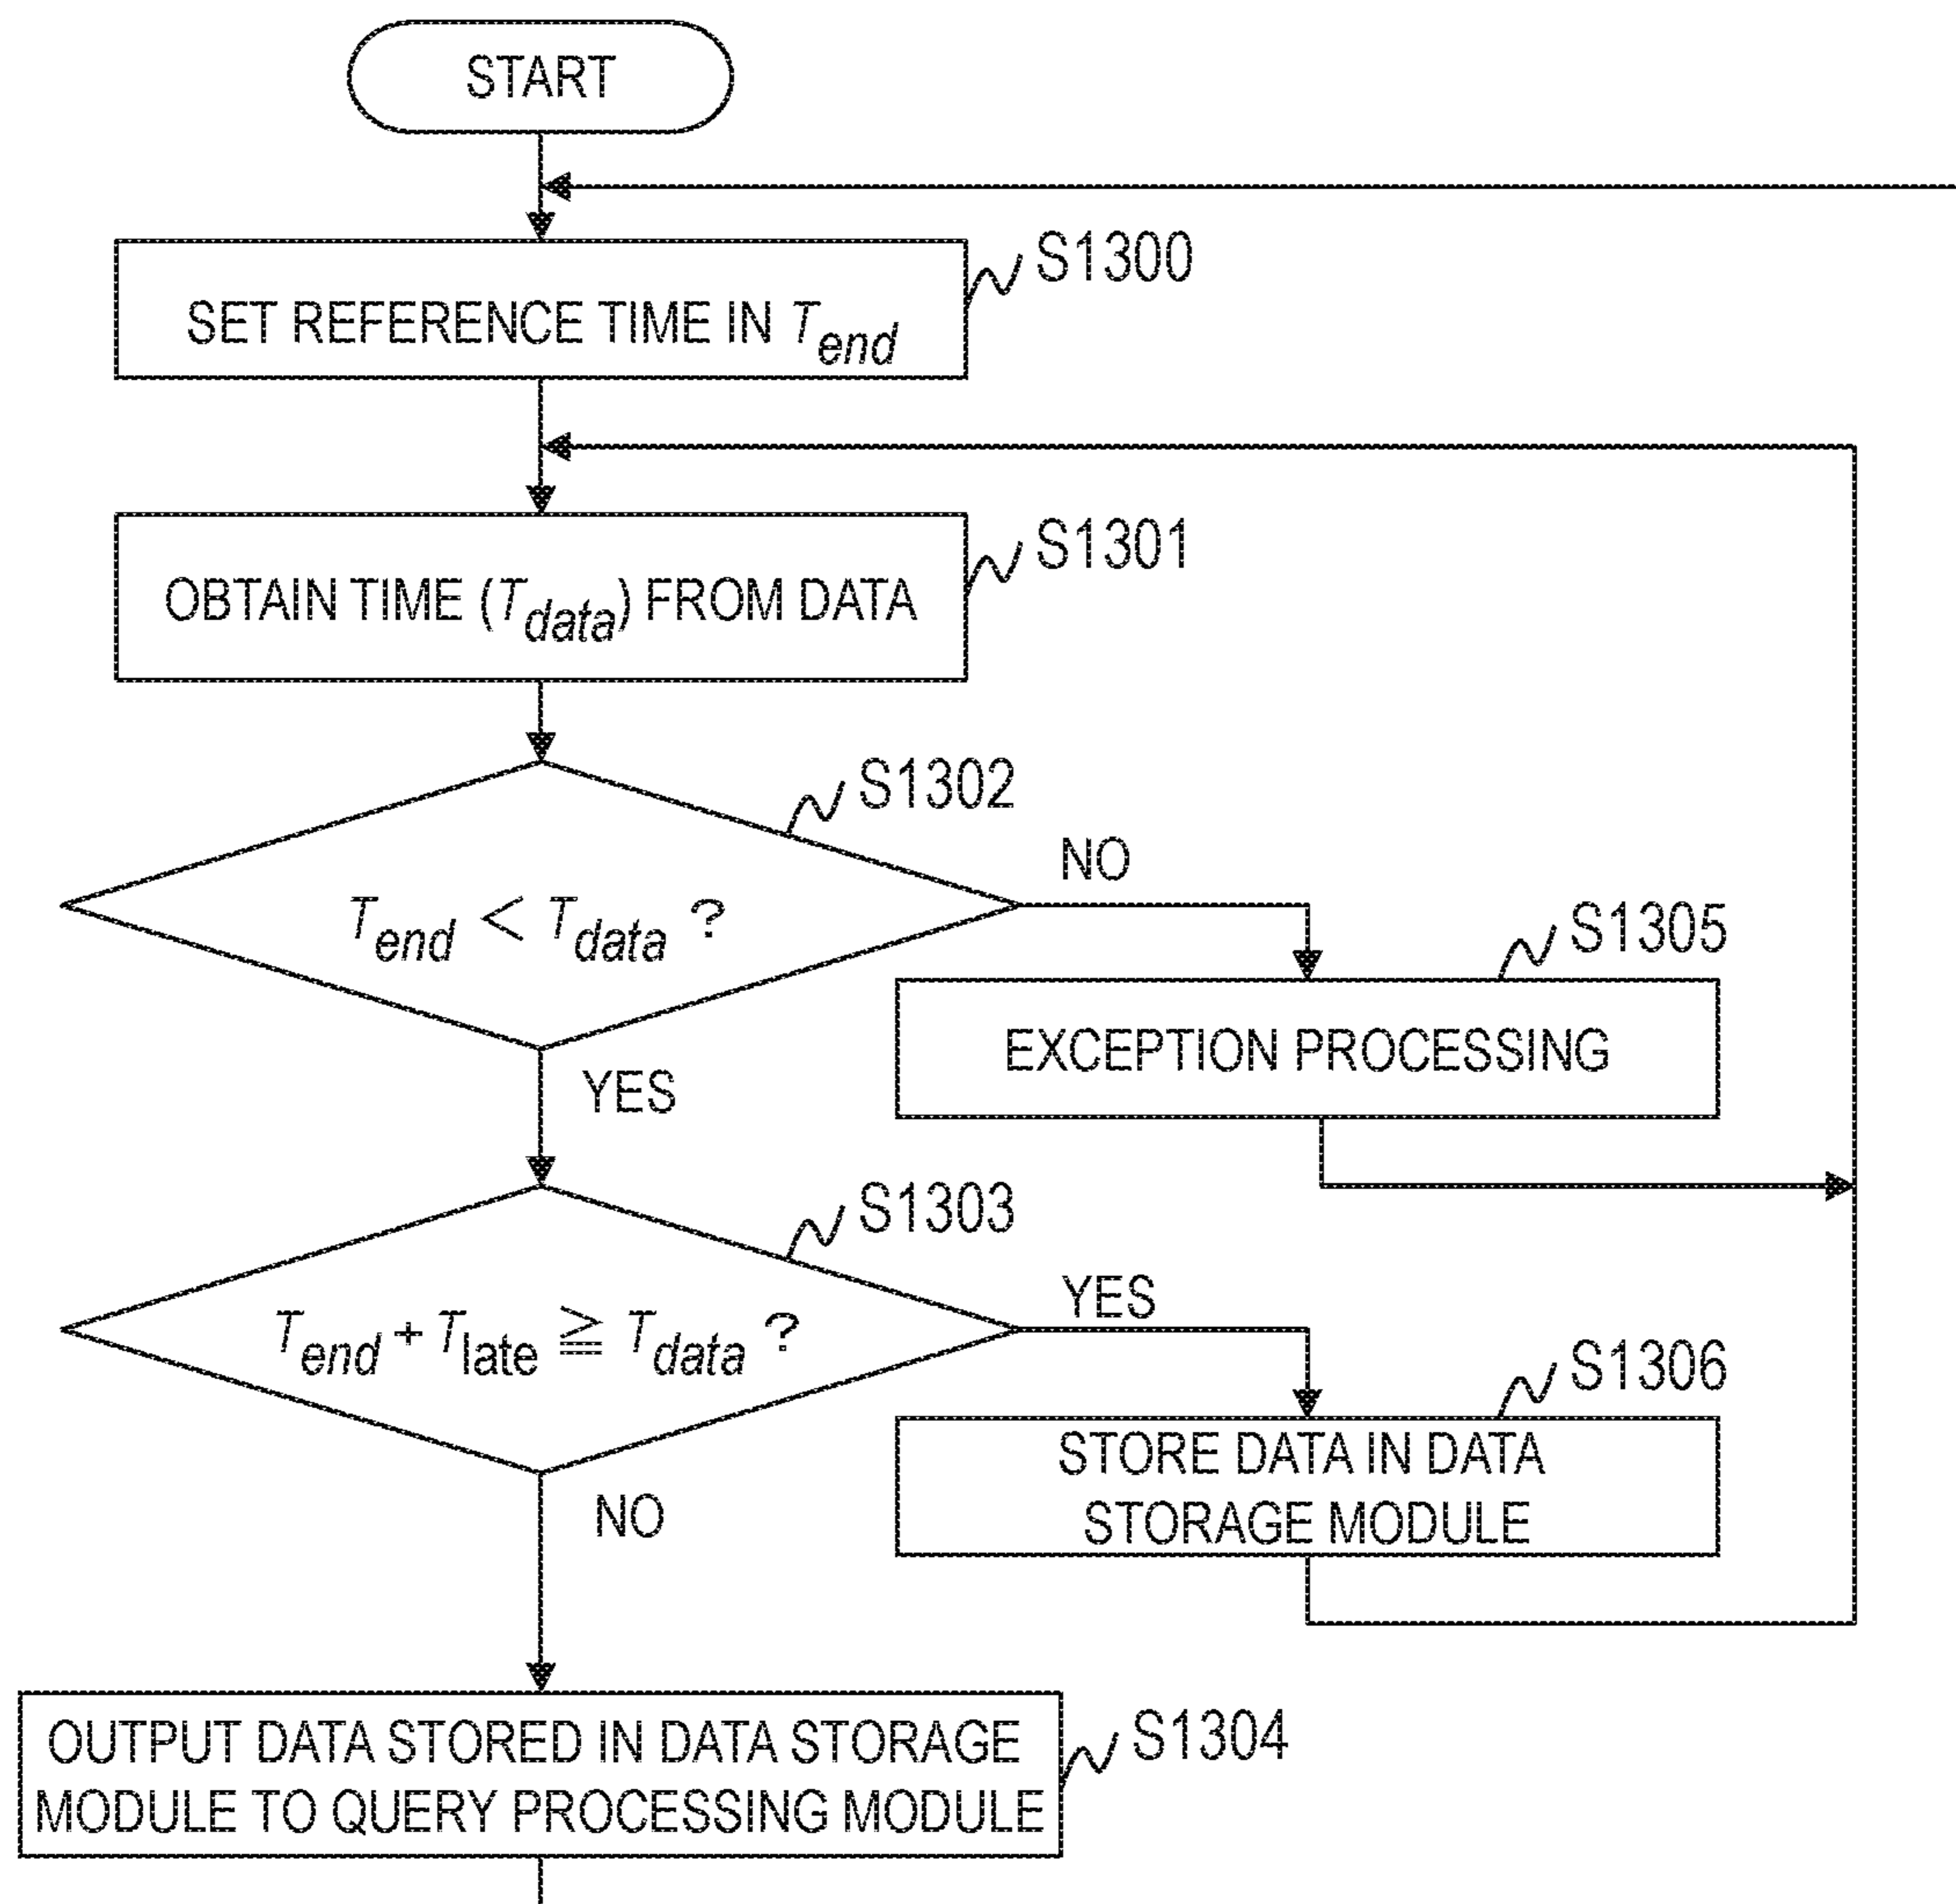 START
S1300
SET REFERENCE TIME IN Tend
S1301
OBTAIN TIME (Tdata) FROM DATA
S1302
NO
Tend < Tdata ?
S1305
EXCEPTION PROCESSING
YES
S1303
YES
Tend + Tlate ≧ Tdata ?
S1306
STORE DATA IN DATA
STORAGE MODULE
NO
S1304
OUTPUT DATA STORED IN DATA STORAGE
MODULE TO QUERY PROCESSING MODULE